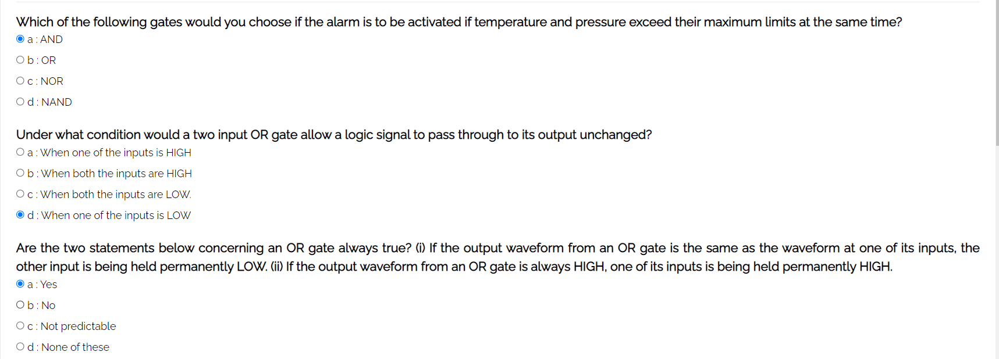 Which of the following gates would you choose if the alarm is to be activated if temperature and pressure exceed their maximum limits at the same time?
a : AND
b : OR
c : NOR
d : NAND
Under what condition would a two input OR gate allow a logic signal to pass through to its output unchanged?
a : When one of the inputs is HIGH
b : When both the inputs are HIGH
c : When both the inputs are LOW.
d : When one of the inputs is LOW
Are the two statements below concerning an OR gate always true? (i) If the output waveform from an OR gate is the same as the waveform at one of its inputs, the
other input is being held permanently LOW. (ii) If the output waveform from an OR gate is always HIGH, one of its inputs is being held permanently HIGH.
a : Yes
b : No
c : Not predictable
d : None of these